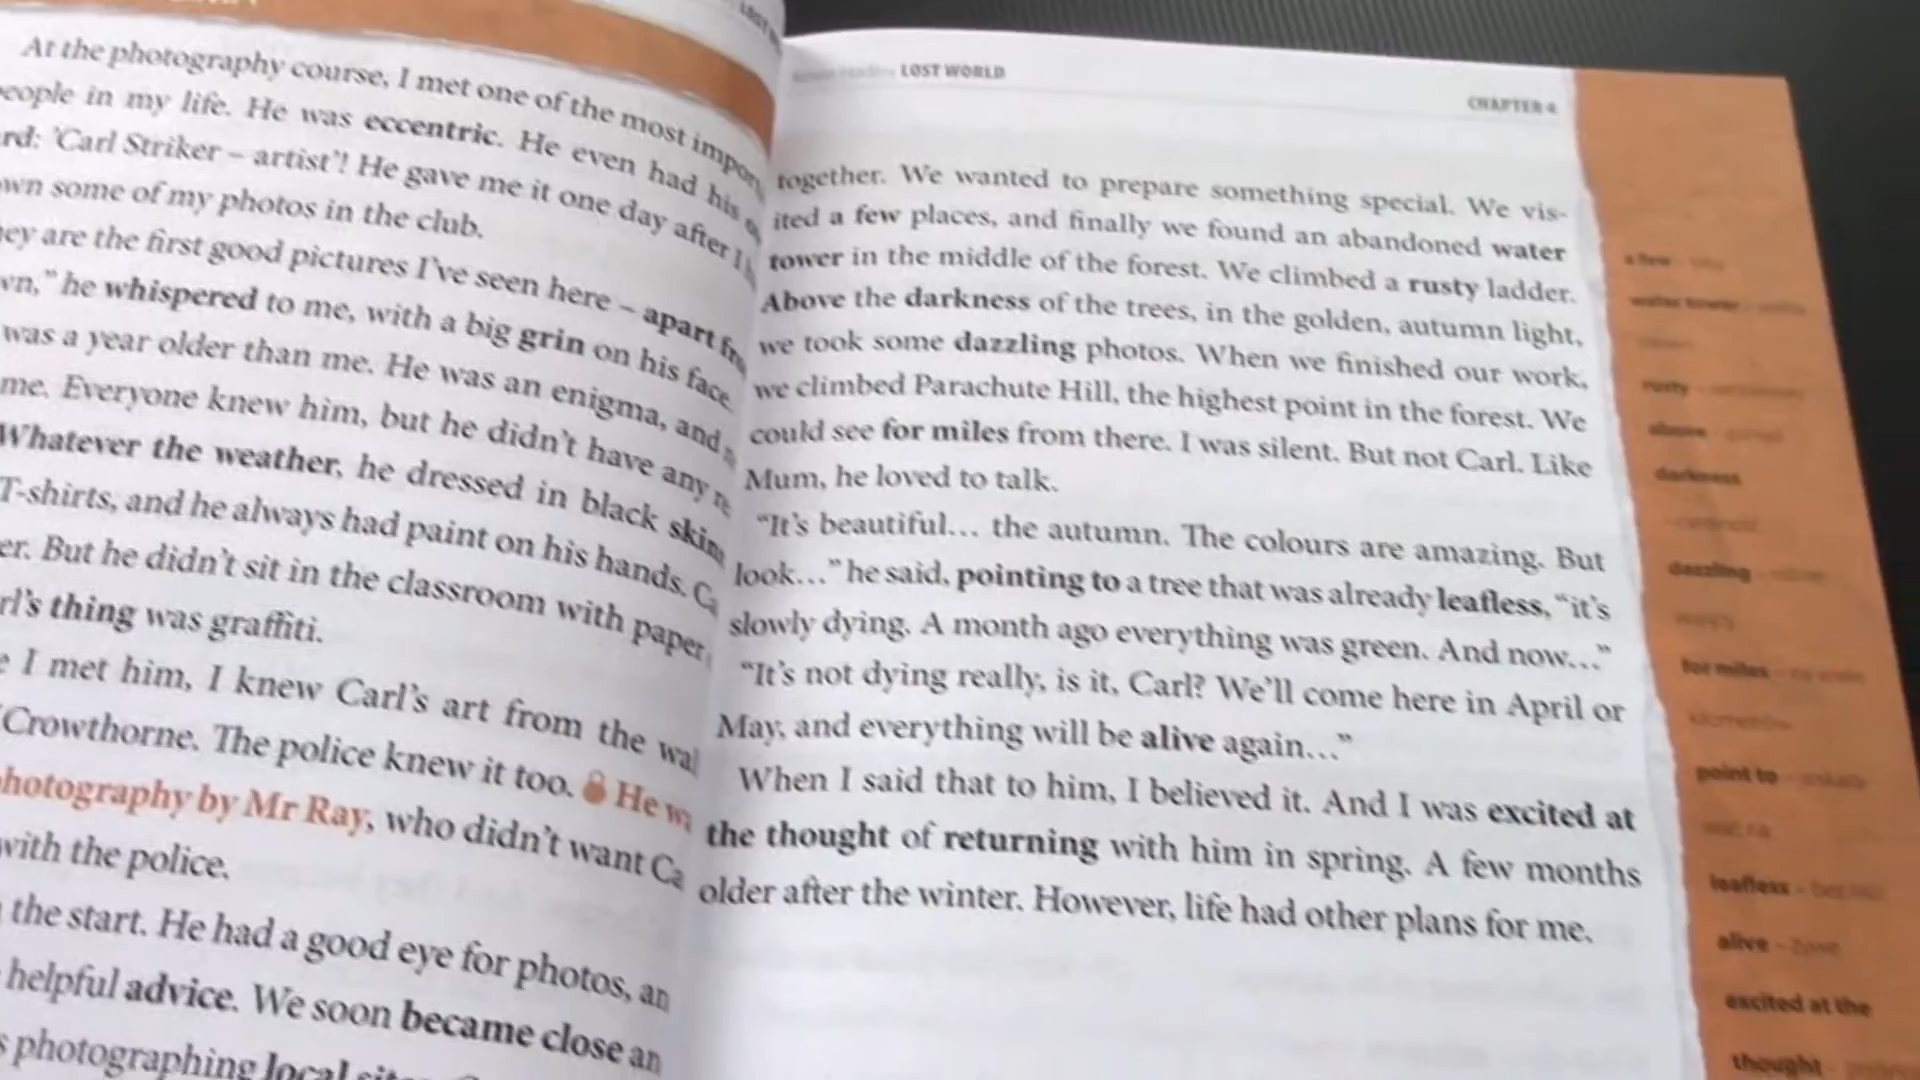 At the photography course, I met one of the most
people in my life. He was eccentric. He even had his
'Carl Striker – artist'! He gave me it one day after I
some of my photos in the club.
are the first good pictures I've seen here – apart
he whispered to me, with a big grin on his face.
was a year older than me. He was an enigma, and
me. Everyone knew him, but he didn't have any
Whatever the weather, he dressed in black
T-shirts, and he always had paint on his hands.
But he didn't sit in the classroom with paper
thing was graffiti.
I met him, I knew Carl's art from the
Crowthorne. The police knew it too. He
photography by Mr Ray, who didn't want
with the police.
the start. He had a good eye for photos,
helpful advice. We soon became close
photographing local
LOST WORLD
CHAPTER 4
together. We wanted to prepare something special. We vis-
ited a few places, and finally we found an abandoned water
tower in the middle of the forest. We climbed a rusty ladder.
Above the darkness of the trees, in the golden, autumn light,
we took some dazzling photos. When we finished our work,
we climbed Parachute Hill, the highest point in the forest. We
could see for miles from there. I was silent. But not Carl. Like
Mum, he loved to talk.
"It's beautiful… the autumn. The colours are amazing. But
look…" he said, pointing to a tree that was already leafless, "it's
slowly dying. A month ago everything was green. And now…"
"It's not dying really, is it, Carl? We'll come here in April or
May, and everything will be alive again…"
When I said that to him, I believed it. And I was excited at
the thought of returning with him in spring. A few months
older after the winter. However, life had other plans for me.
a few
water tower
rusty
above
darkness
dazzling
for miles
point to
leafless
alive
excited at the
thought